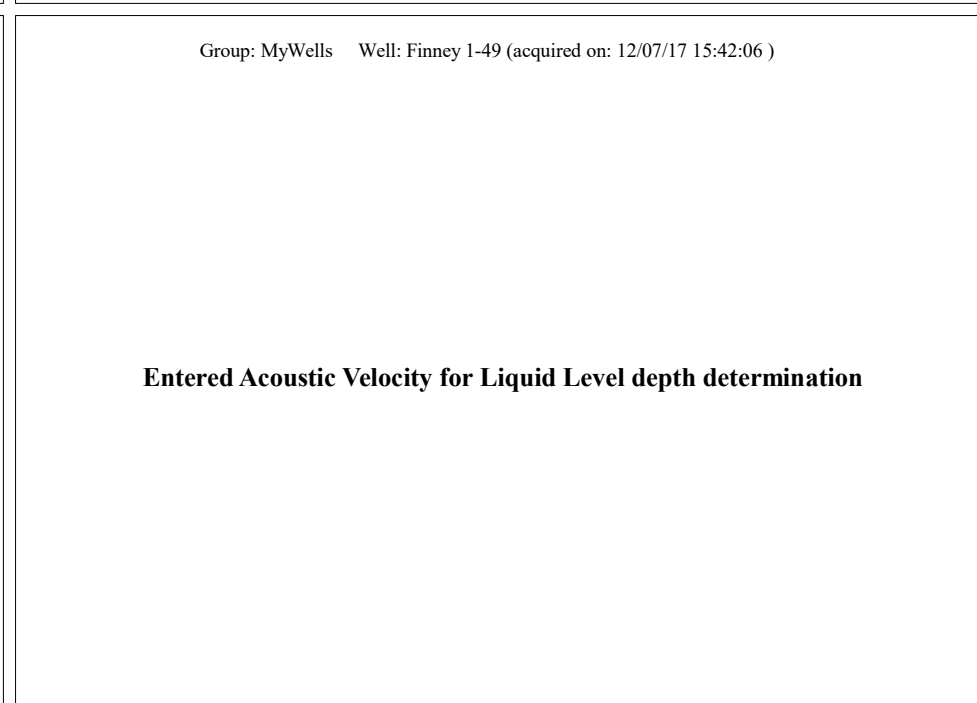 Group: MyWells Well: Finney 1-49 (acquired on: 12/07/17 15:42:06 )
Entered Acoustic Velocity for Liquid Level depth determination